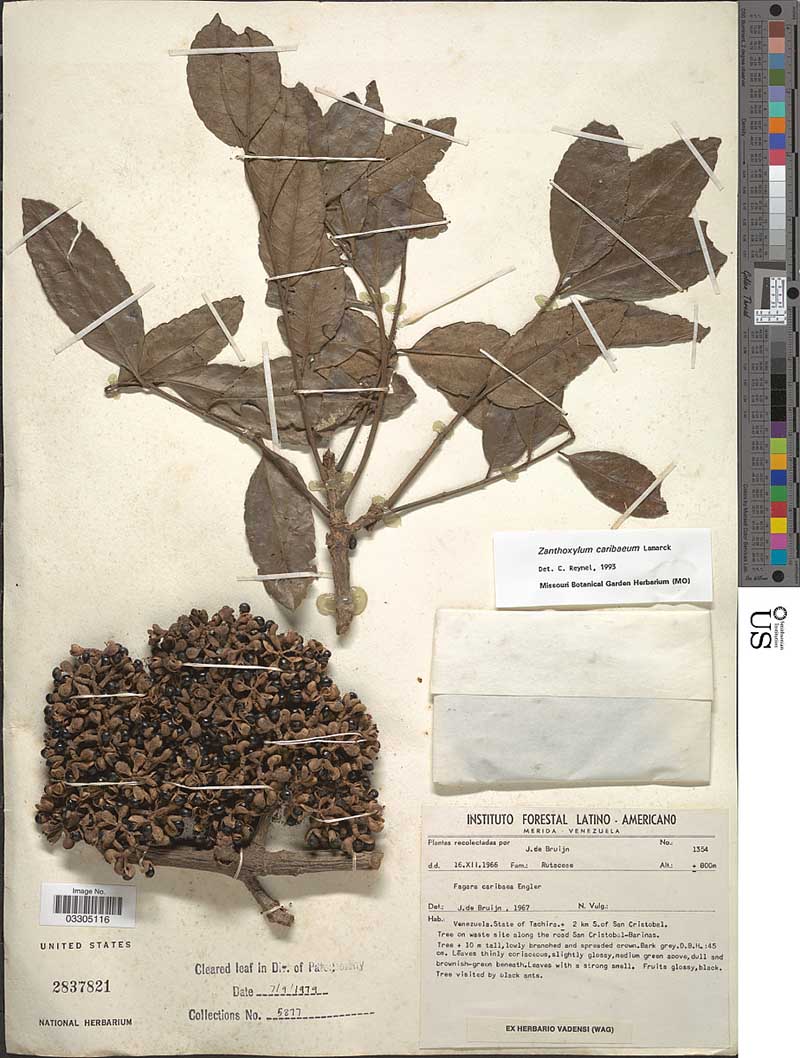 Zanthoxylum caribaeum Lamarck
Det. C. Reynel, 1993
Missouri Botanical Garden Herbarium (MO)
Smithsonian
Institution
US
INSTITUTO FORESTAL LATINO - AMERICANO
MERIDA - VENEZUELA
Plantas recolectadas por J.de Bruijn No.: 1354
d.d. 16.XII.1966 Fam.: Rutaceae Alt.: + 800m
Fagara caribaea Engler
Det.: J.de Bruijn , 1967 N. Vulg.:
Hab.: Venezuela.State of Tachira.+ 2 km S.of San Cristobal.
Tree on waste site along the road San Cristobal-Barinas.
Tree + 10 m tall,lowly branched and spreaded crown.Bark grey.D.B.H.:45
cm. Leaves thinly coriaceous,slightly glossy,medium green above,dull and
brownish-green beneath.Leaves with a strong smell. Fruits glossy,black.
Tree visited by black ants.
EX HERBARIO VADENSI (WAG)
Image No.
03305116
UNITED STATES
2837821
NATIONAL HERBARIUM
Cleared leaf in Div. of Paleobotany
Date 7/9/1979
Collections No. 5877